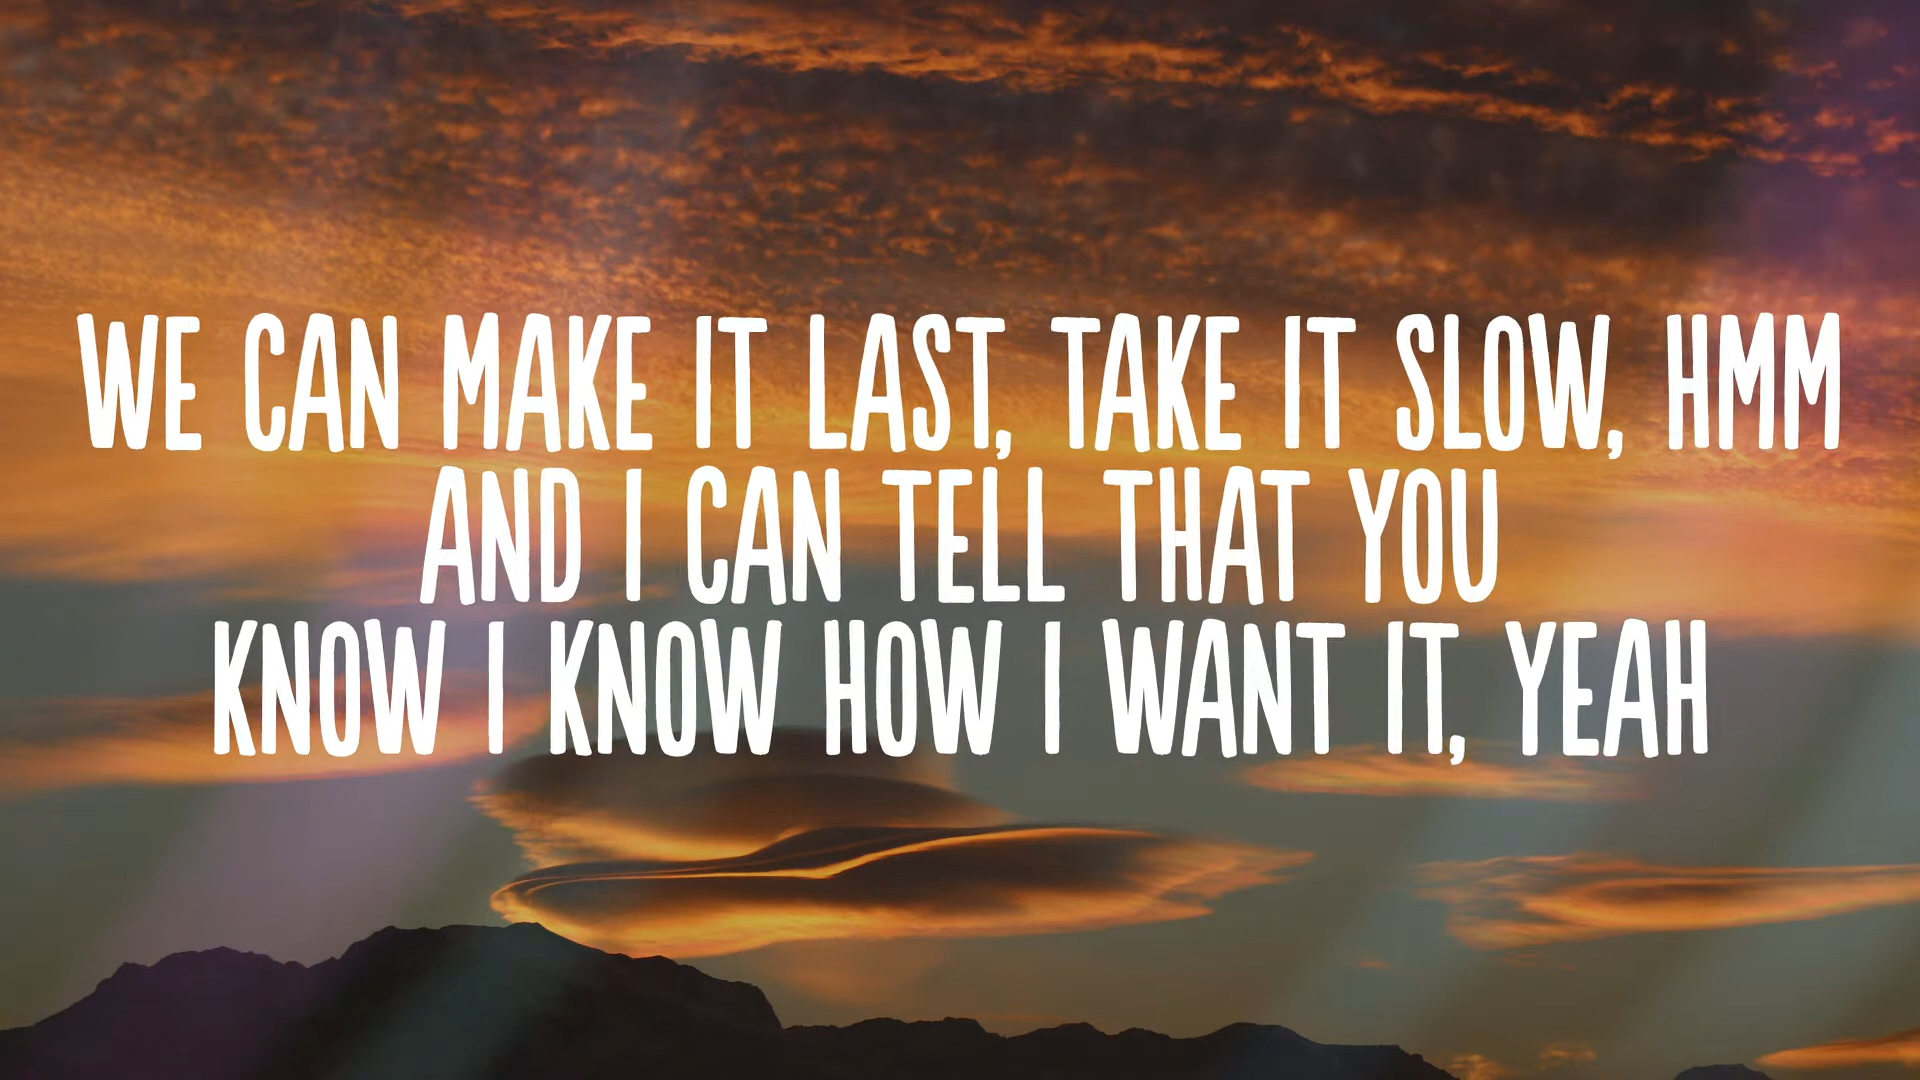 WE CAN MAKE IT LAST, TAKE IT SLOW, HMM
AND I CAN TELL THAT YOU
KNOW I KNOW HOW I WANT IT, YEAH